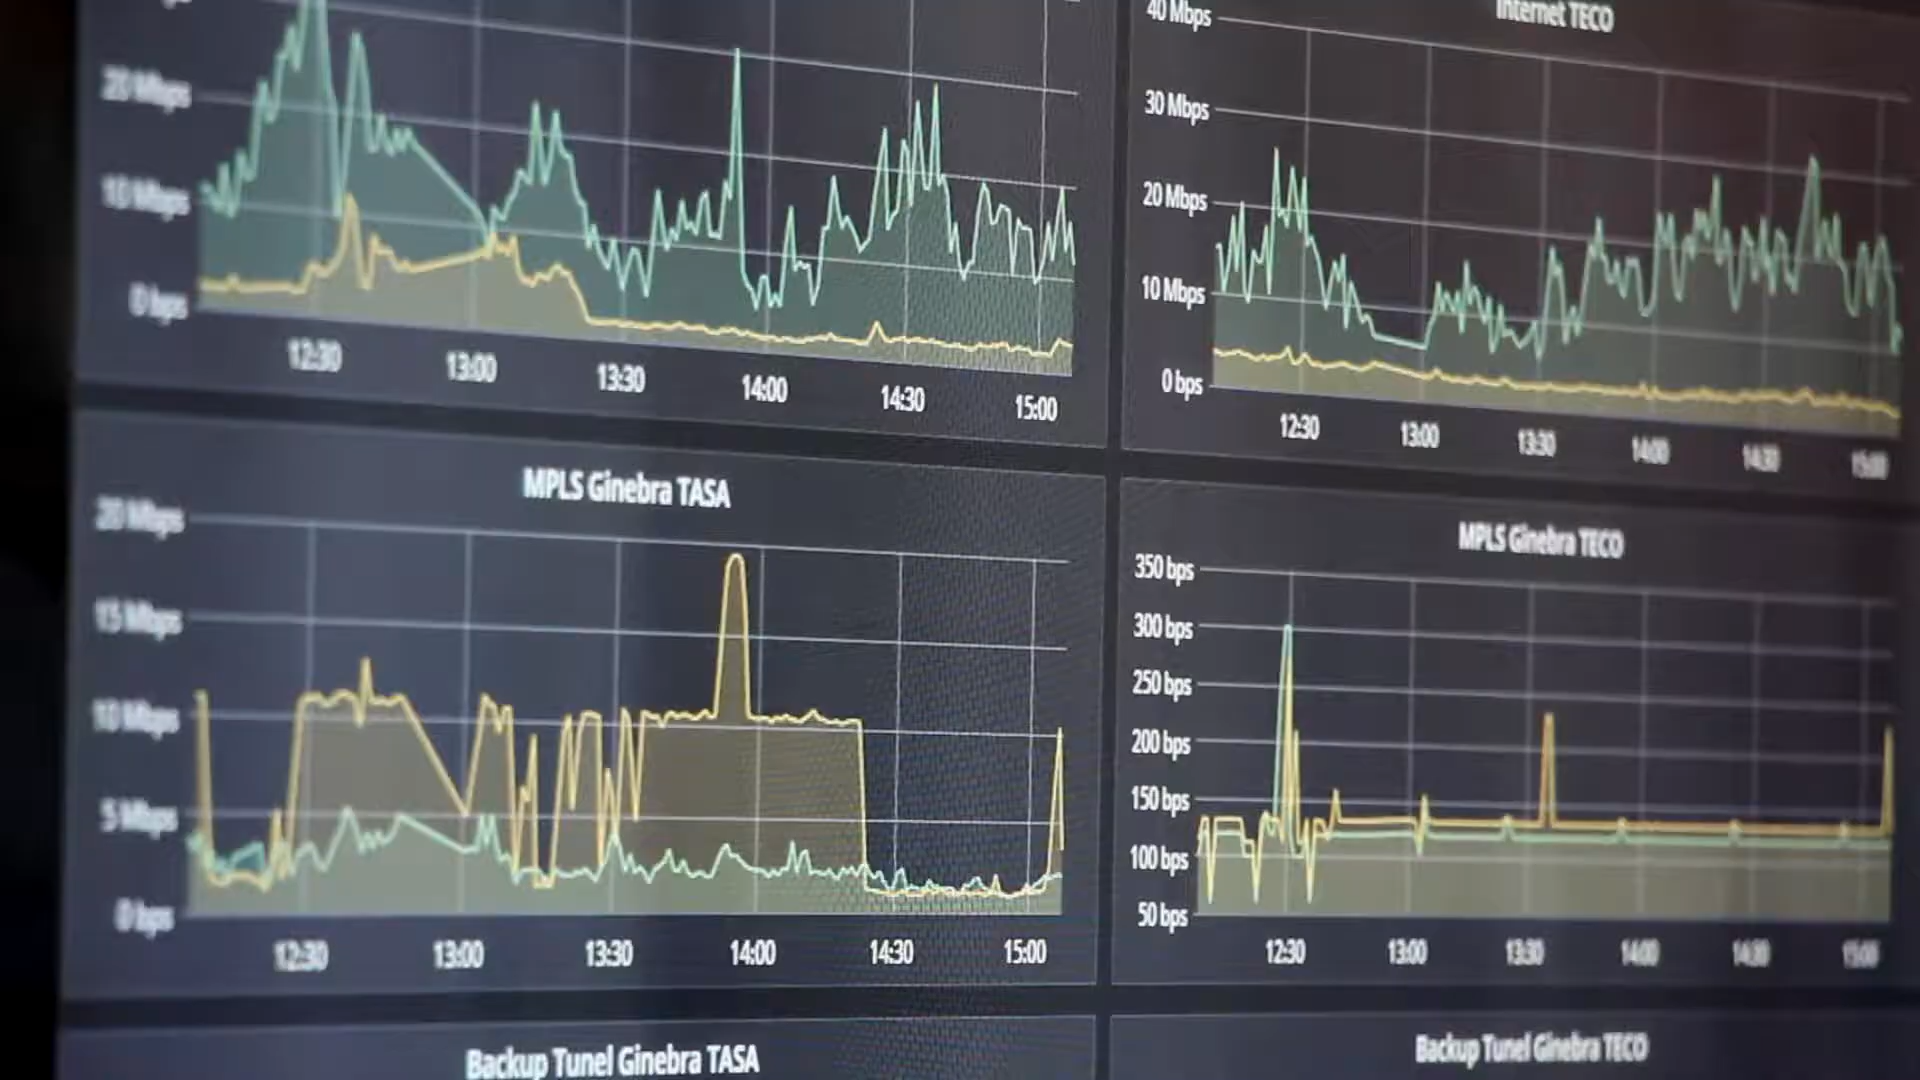 20 Mbps
10 Mbps
0 bps
12:30 13:00 13:30 14:00 14:30 15:00
Internet TECO
40 Mbps
30 Mbps
20 Mbps
10 Mbps
0 bps
12:30 13:00 13:30 14:00 14:30 15:00
MPLS Ginebra TASA
20 Mbps
15 Mbps
10 Mbps
5 Mbps
0 bps
12:30 13:00 13:30 14:00 14:30 15:00
MPLS Ginebra TECO
350 bps
300 bps
250 bps
200 bps
150 bps
100 bps
50 bps
12:30 13:00 13:30 14:00 14:30 15:00
Backup Tunel Ginebra TASA
Backup Tunel Ginebra TECO